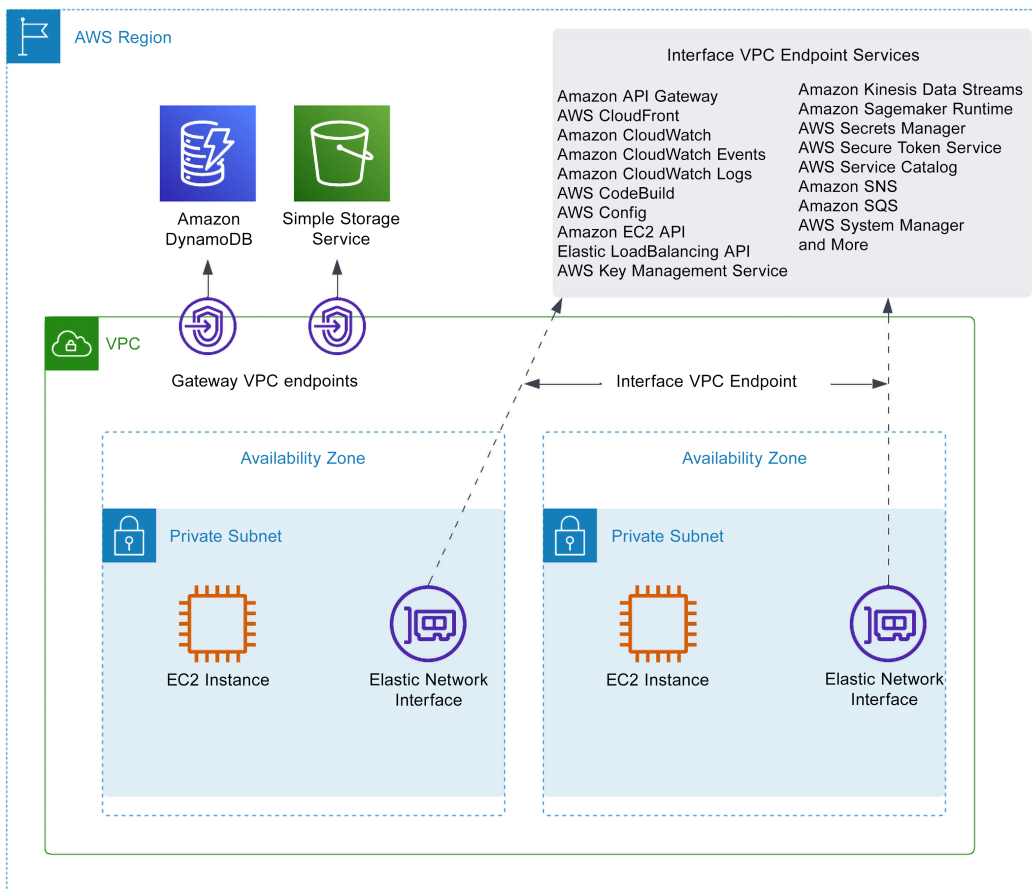 AWS Region
Interface VPC Endpoint Services
Amazon API Gateway
AWS CloudFront
Amazon CloudWatch
Amazon CloudWatch Events
Amazon CloudWatch Logs
AWS CodeBuild
AWS Config
Amazon EC2 API
Elastic LoadBalancing API
AWS Key Management Service
Amazon Kinesis Data Streams
Amazon Sagemaker Runtime
AWS Secrets Manager
AWS Secure Token Service
AWS Service Catalog
Amazon SNS
Amazon SQS
AWS System Manager
and More
Amazon
DynamoDB
Simple Storage
Service
VPC
Gateway VPC endpoints
Interface VPC Endpoint
Availability Zone
Private Subnet
EC2 Instance
Elastic Network
Interface
Availability Zone
Private Subnet
EC2 Instance
Elastic Network
Interface